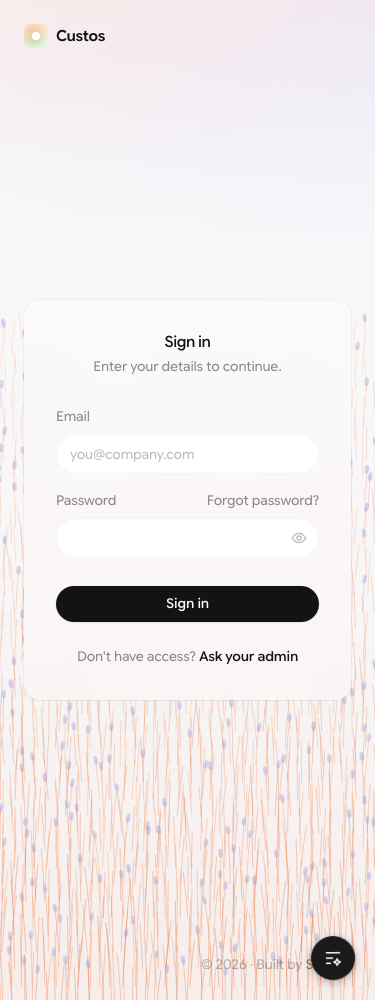 Custos
Sign in
Enter your details to continue.
Email
you@company.com
Password
Forgot password?
Sign in
Don't have access? Ask your admin
© 2026 · Built by